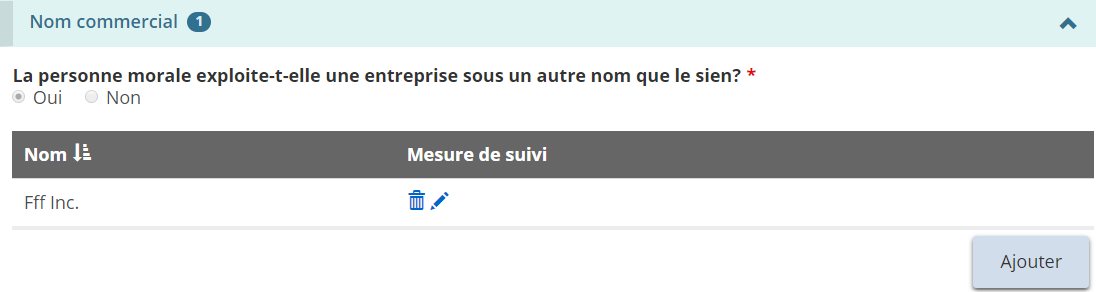 Nom commercial 1
La personne morale exploite-t-elle une entreprise sous un autre nom que le sien? *
Oui Non
Nom Mesure de suivi
Fff Inc.
Ajouter